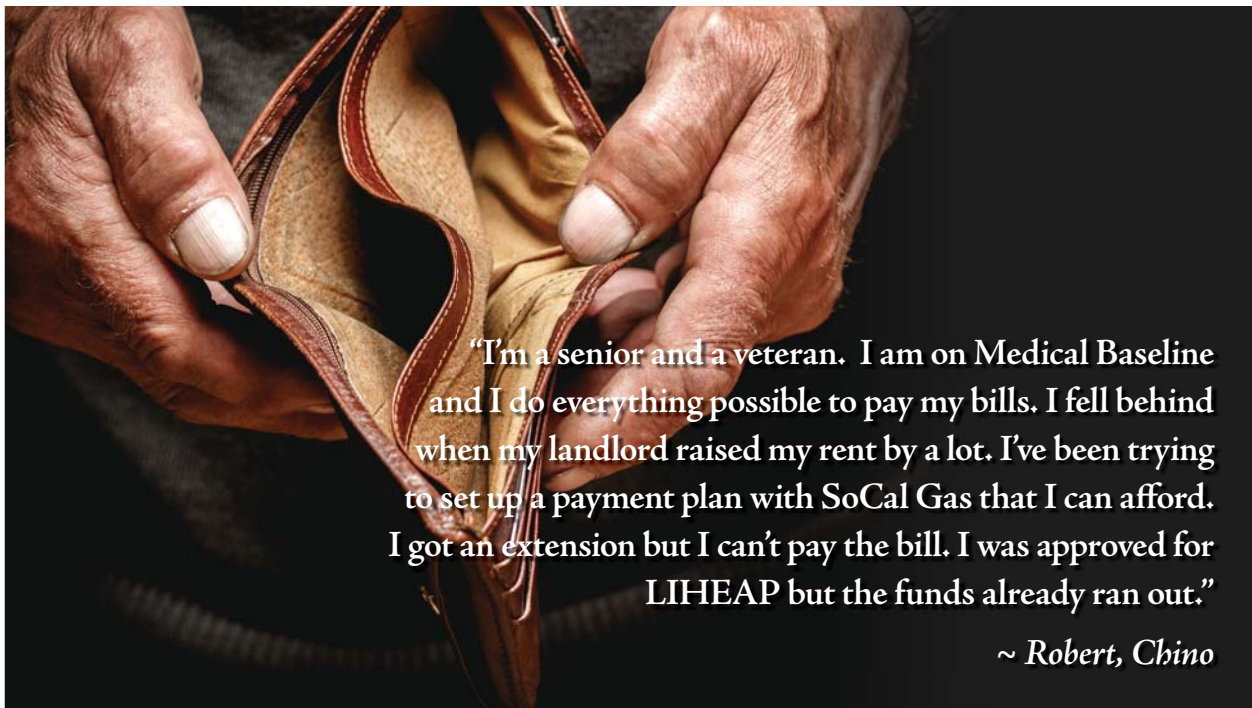 “I’m a senior and a veteran.  I am on Medical Baseline
and I do everything possible to pay my bills. I fell behind
when my landlord raised my rent by a lot. I’ve been trying
to set up a payment plan with SoCal Gas that I can afford.
I got an extension but I can’t pay the bill. I was approved for
LIHEAP but the funds already ran out.”
~ Robert, Chino